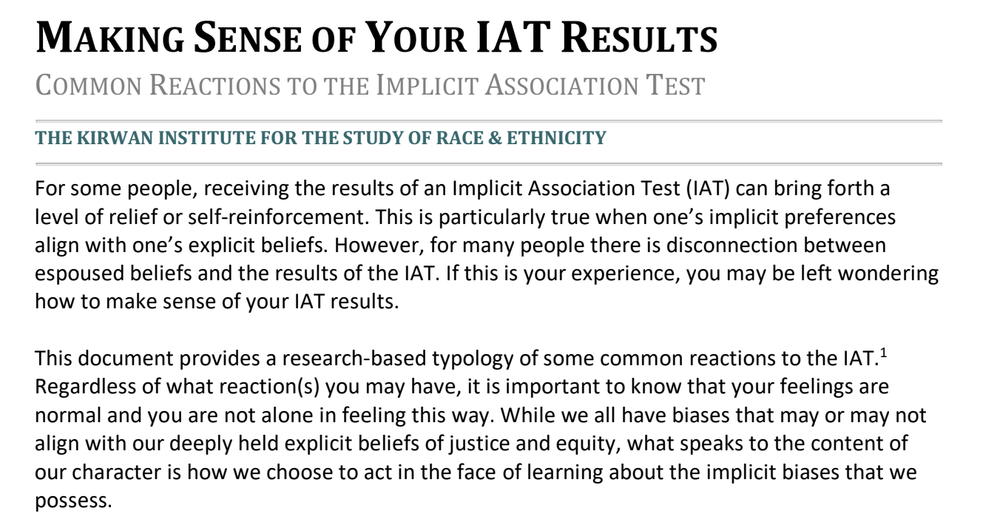 MAKING SENSE OF YOUR IAT RESULTS
COMMON REACTIONS TO THE IMPLICIT ASSOCIATION TEST
THE KIRWAN INSTITUTE FOR THE STUDY OF RACE & ETHNICITY
For some people, receiving the results of an Implicit Association Test (IAT) can bring forth a
level of relief or self-reinforcement. This is particularly true when one’s implicit preferences
align with one’s explicit beliefs. However, for many people there is disconnection between
espoused beliefs and the results of the IAT. If this is your experience, you may be left wondering
how to make sense of your IAT results.
This document provides a research-based typology of some common reactions to the IAT.¹
Regardless of what reaction(s) you may have, it is important to know that your feelings are
normal and you are not alone in feeling this way. While we all have biases that may or may not
align with our deeply held explicit beliefs of justice and equity, what speaks to the content of
our character is how we choose to act in the face of learning about the implicit biases that we
possess.